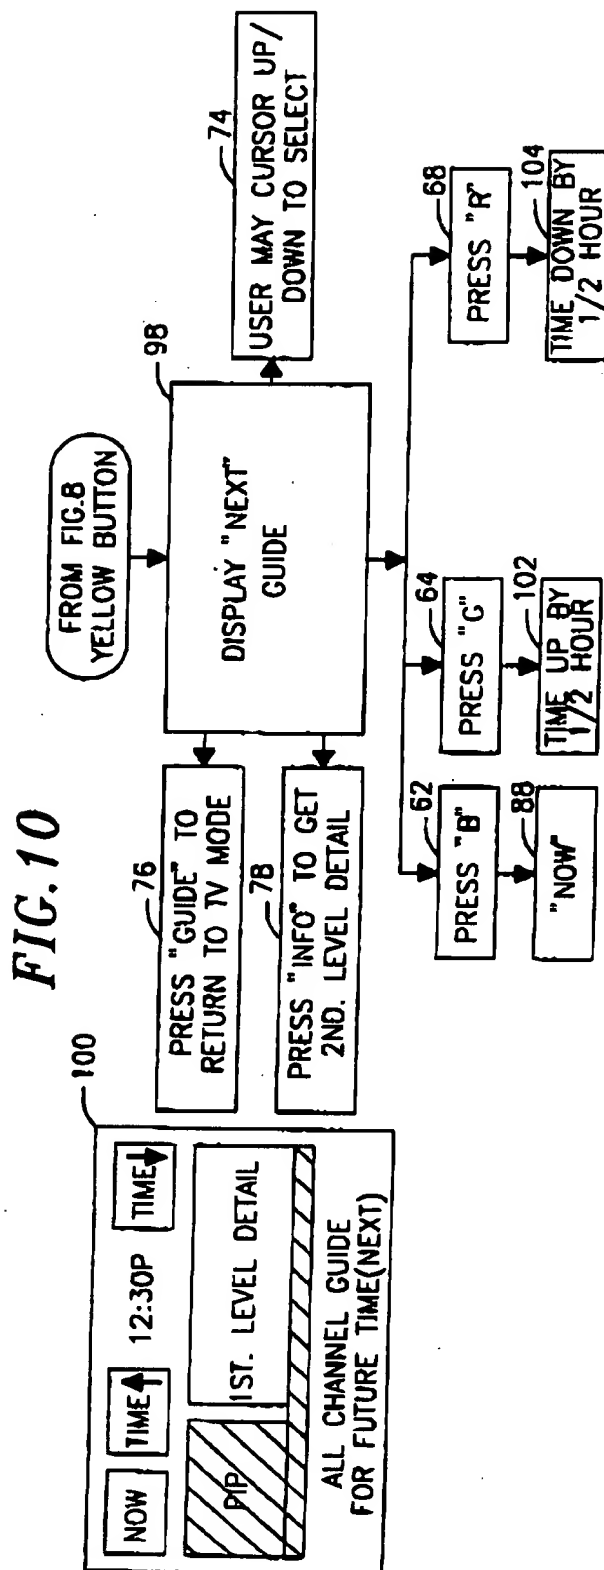 FIG.10
100
NOW
TIME
12:30P
TIME
PIP
1ST. LEVEL DETAIL
ALL CHANNEL GUIDE
FOR FUTURE TIME(NEXT)
FROM FIG.8
YELLOW BUTTON
98
DISPLAY "NEXT"
GUIDE
76
PRESS "GUIDE" TO
RETURN TO TV MODE
78
PRESS "INFO" TO GET
2ND. LEVEL DETAIL
74
USER MAY CURSOR UP/
DOWN TO SELECT
62
PRESS "B"
88
"NOW"
64
PRESS "G"
102
TIME UP BY
1/2 HOUR
68
PRESS "R"
104
TIME DOWN BY
1/2 HOUR